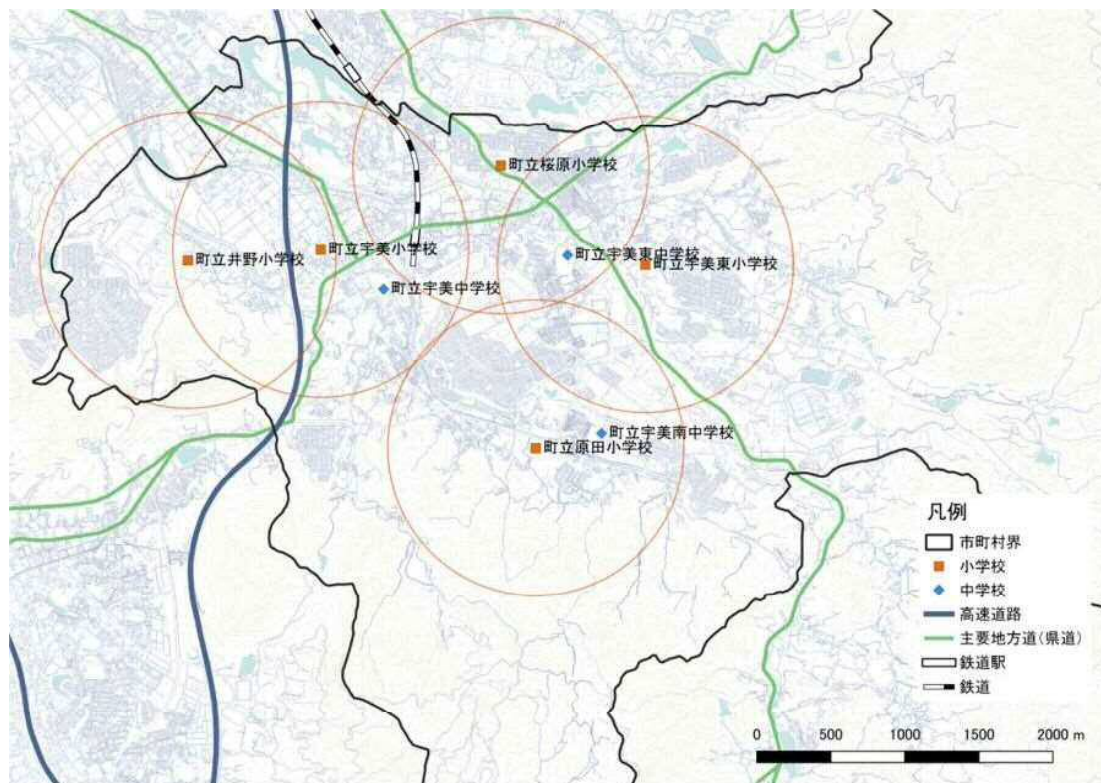 町立桜原小学校
町立宇美小学校
町立宇美東中学校
町立井野小学校
町立宇美東小学校
町立宇美中学校
町立宇美南中学校
町立原田小学校
凡例
市町村界
小学校
中学校
高速道路
主要地方道(県道)
鉄道駅
鉄道
0 500 1000 2000 m